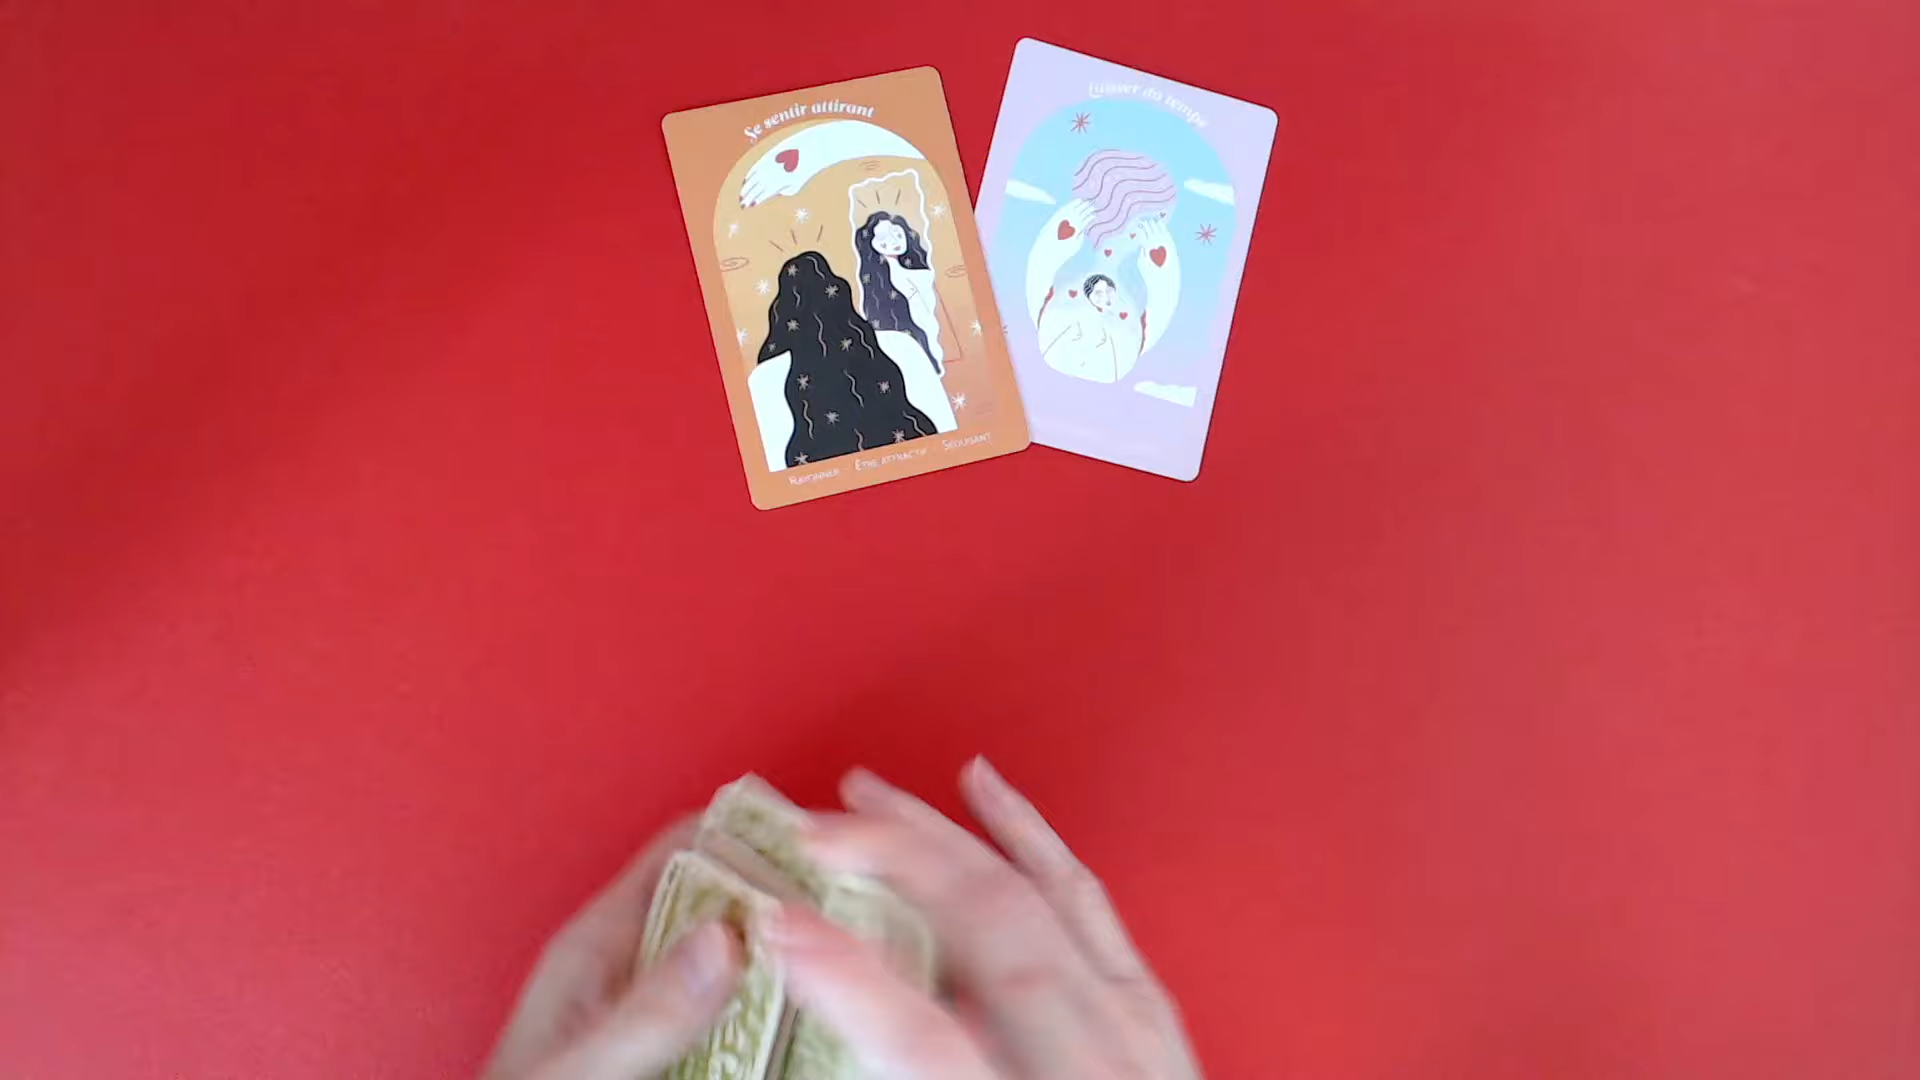 Se sentir attirant
Laisser du temps
RAYONNER - ÊTRE ATTRACTIF - SÉDUISANT